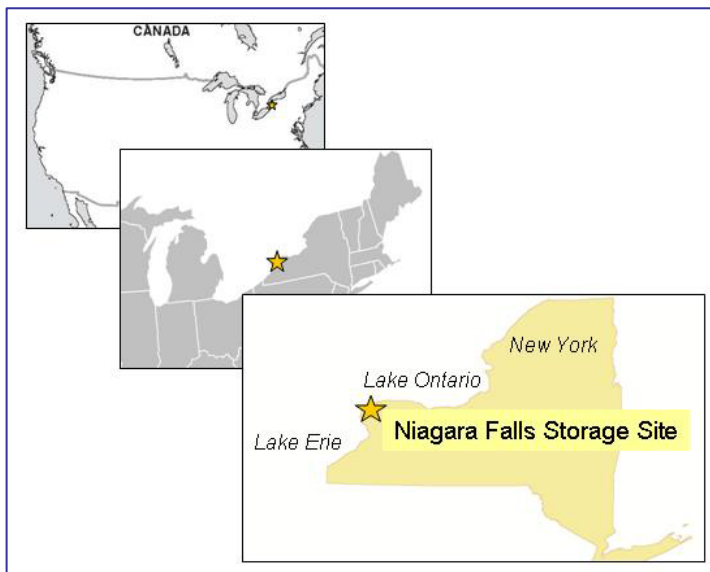 CANADA
New York
Lake Ontario
Niagara Falls Storage Site
Lake Erie